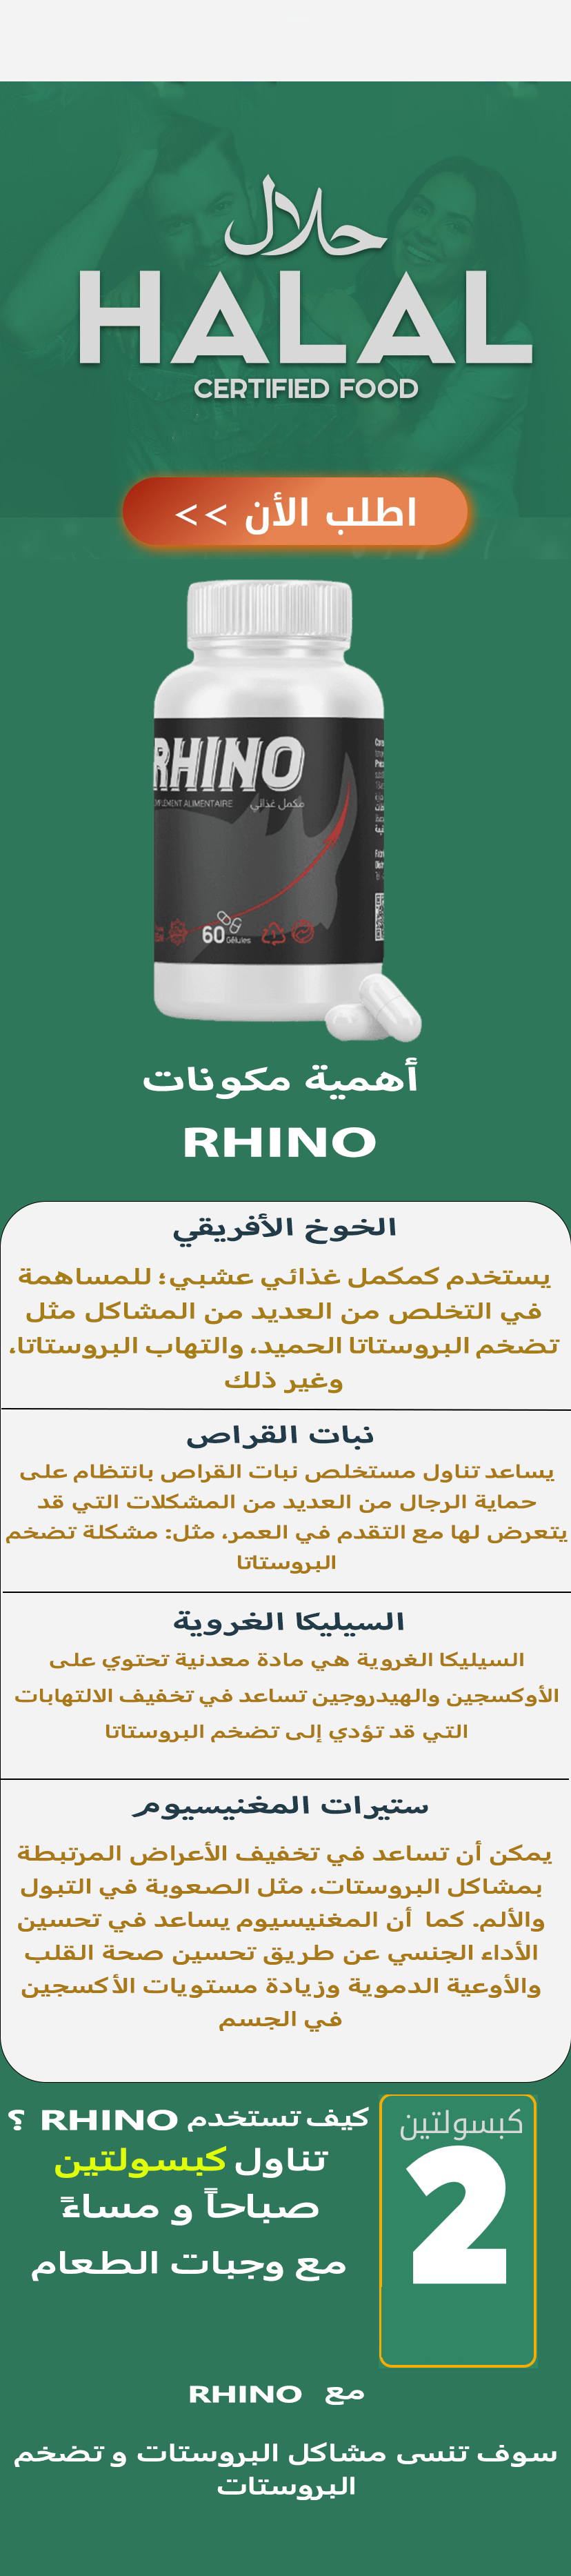 حلال
HALAL
CERTIFIED FOOD
اطلب الأن >>
RHINO
PLEMENT ALIMENTAIRE مكمل غذائي
60 Gélules
أهمية مكونات
RHINO
الخوخ الأفريقي
يستخدم كمكمل غذائي عشبي؛ للمساهمة
في التخلص من العديد من المشاكل مثل
تضخم البروستاتا الحميد، والتهاب البروستاتا،
وغير ذلك
نبات القراص
يساعد تناول مستخلص نبات القراص بانتظام على
حماية الرجال من العديد من المشكلات التي قد
يتعرض لها مع التقدم في العمر، مثل: مشكلة تضخم
البروستاتا
السيليكا الغروية
السيليكا الغروية هي مادة معدنية تحتوي على
الأوكسجين والهيدروجين تساعد في تخفيف الالتهابات
التي قد تؤدي إلى تضخم البروستاتا
ستيرات المغنيسيوم
يمكن أن تساعد في تخفيف الأعراض المرتبطة
بمشاكل البروستات، مثل الصعوبة في التبول
والألم. كما أن المغنيسيوم يساعد في تحسين
الأداء الجنسي عن طريق تحسين صحة القلب
والأوعية الدموية وزيادة مستويات الأكسجين
في الجسم
كبسولتين
2
كيف تستخدم RHINO ؟
تناول كبسولتين
صباحاً و مساءً
مع وجبات الطعام
مع RHINO
سوف تنسى مشاكل البروستات و تضخم
البروستات